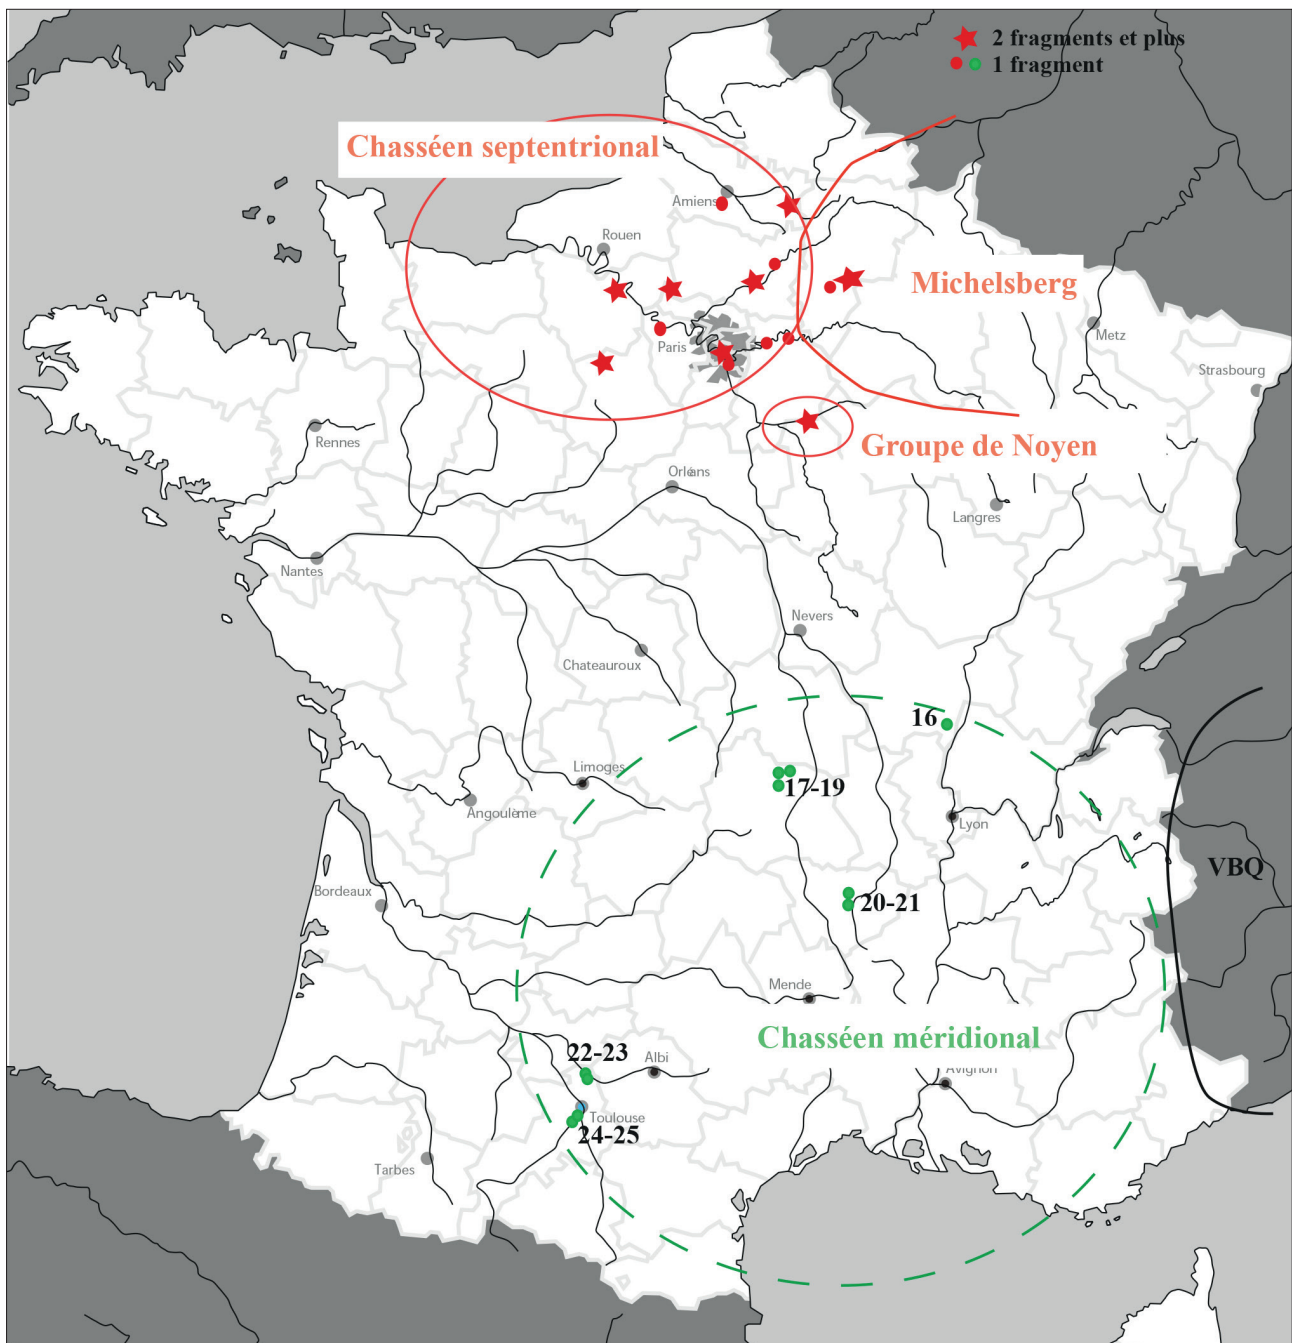 2 fragments et plus
1 fragment
Chasséen septentrional
Amiens
Rouen
Michelsberg
Metz
Paris
Strasbourg
Rennes
Groupe de Noyen
Orléans
Langres
Nantes
Nevers
Chateauroux
16
Limoges
17-19
Angoulème
Lyon
VBQ
Bordeaux
20-21
Mende
Chasséen méridional
22-23
Albi
Avignon
Toulouse
24-25
Tarbes